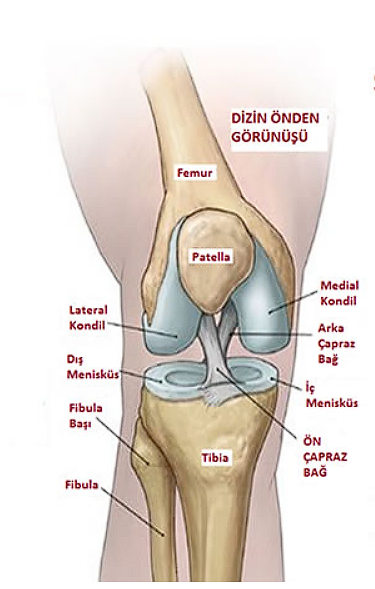 DİZİN ÖNDEN
GÖRÜNÜŞÜ
Femur
Patella
Medial
Kondil
Lateral
Kondil
Arka
Çapraz
Bağ
Dış
Menisküs
İç
Menisküs
Fibula
Başı
ÖN
ÇAPRAZ
BAĞ
Tibia
Fibula